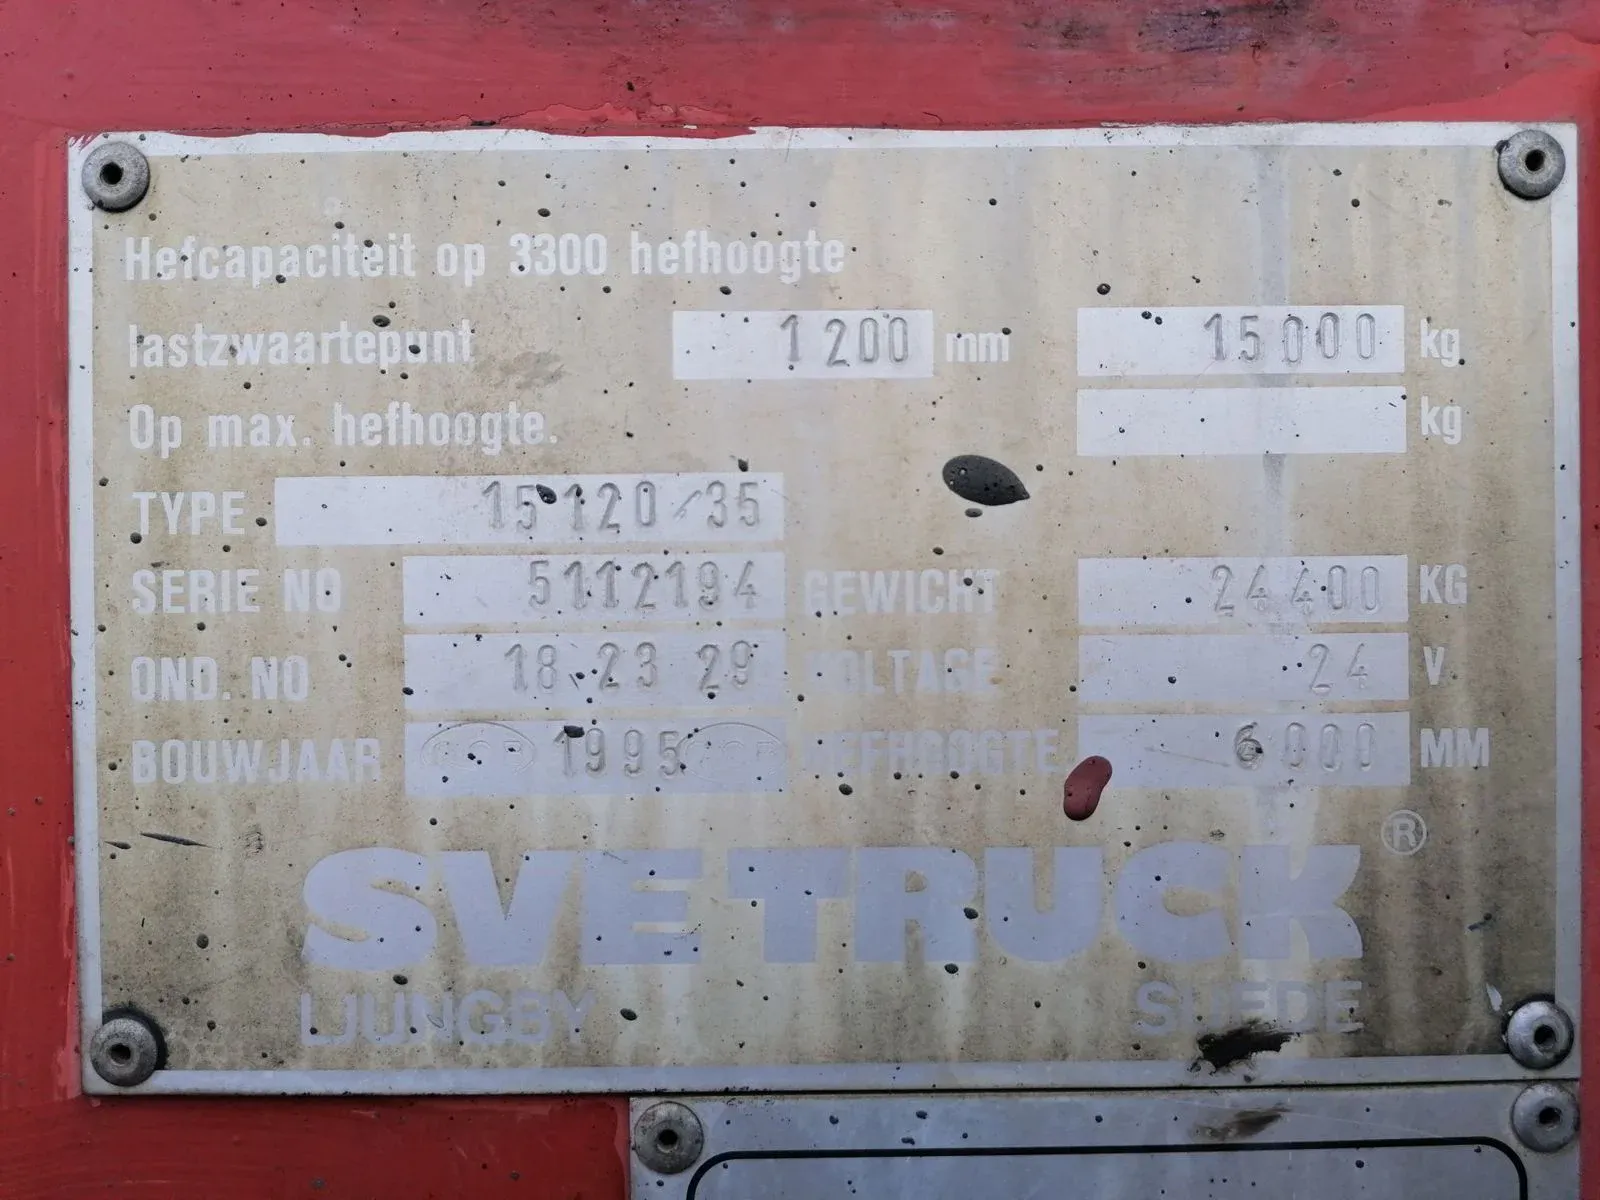 Hefcapaciteit op 3300 hefhoogte
lastzwaartepunt 1200 mm 15000 kg
Op max. hefhoogte. kg
TYPE 15120/35
SERIE NO 5112194 GEWICHT 24400 KG
OND. NO 18 23 29 VOLTAGE 24 V
BOUWJAAR 1995 HEFHOOGTE 6000 MM
SVETRUCK ®
LJUNGBY SUEDE